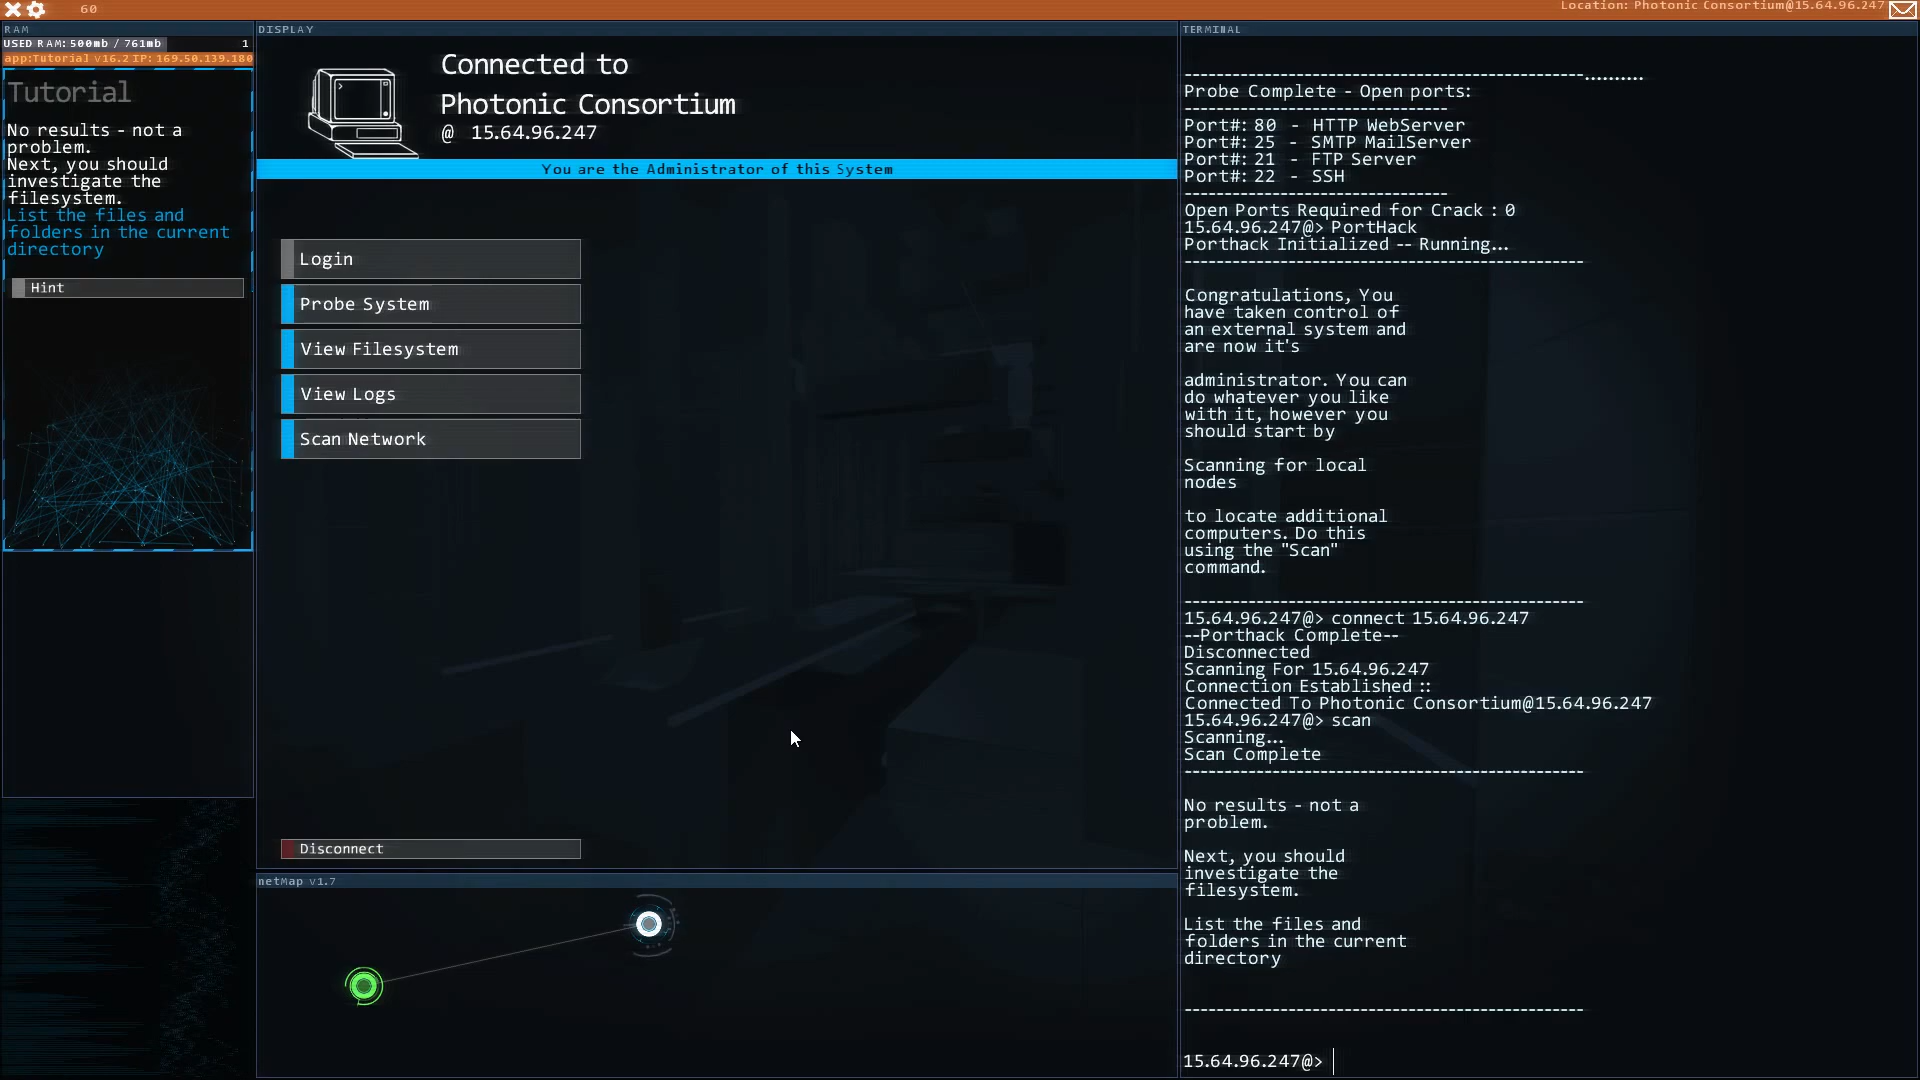 60
Location: Photonic Consortium@15.64.96.247
RAM
USED RAM: 500mb / 761mb 1
app:Tutorial v16.2 IP: 169.50.139.180
Tutorial
No results - not a
problem.
Next, you should
investigate the
filesystem.
List the files and
folders in the current
directory
Hint
DISPLAY
Connected to
Photonic Consortium
@ 15.64.96.247
You are the Administrator of this System
Login
Probe System
View Filesystem
View Logs
Scan Network
Disconnect
netMap v1.7
TERMINAL
--------------------------------------------------..........
Probe Complete - Open ports:
---------------------------------
Port#: 80 - HTTP WebServer
Port#: 25 - SMTP MailServer
Port#: 21 - FTP Server
Port#: 22 - SSH
---------------------------------
Open Ports Required for Crack : 0
15.64.96.247@> PortHack
Porthack Initialized -- Running...
--------------------------------------------------
Congratulations, You
have taken control of
an external system and
are now it's
administrator. You can
do whatever you like
with it, however you
should start by
Scanning for local
nodes
to locate additional
computers. Do this
using the "Scan"
command.
--------------------------------------------------
15.64.96.247@> connect 15.64.96.247
--Porthack Complete--
Disconnected
Scanning For 15.64.96.247
Connection Established ::
Connected To Photonic Consortium@15.64.96.247
15.64.96.247@> scan
Scanning...
Scan Complete
--------------------------------------------------
No results - not a
problem.
Next, you should
investigate the
filesystem.
List the files and
folders in the current
directory
--------------------------------------------------
15.64.96.247@>